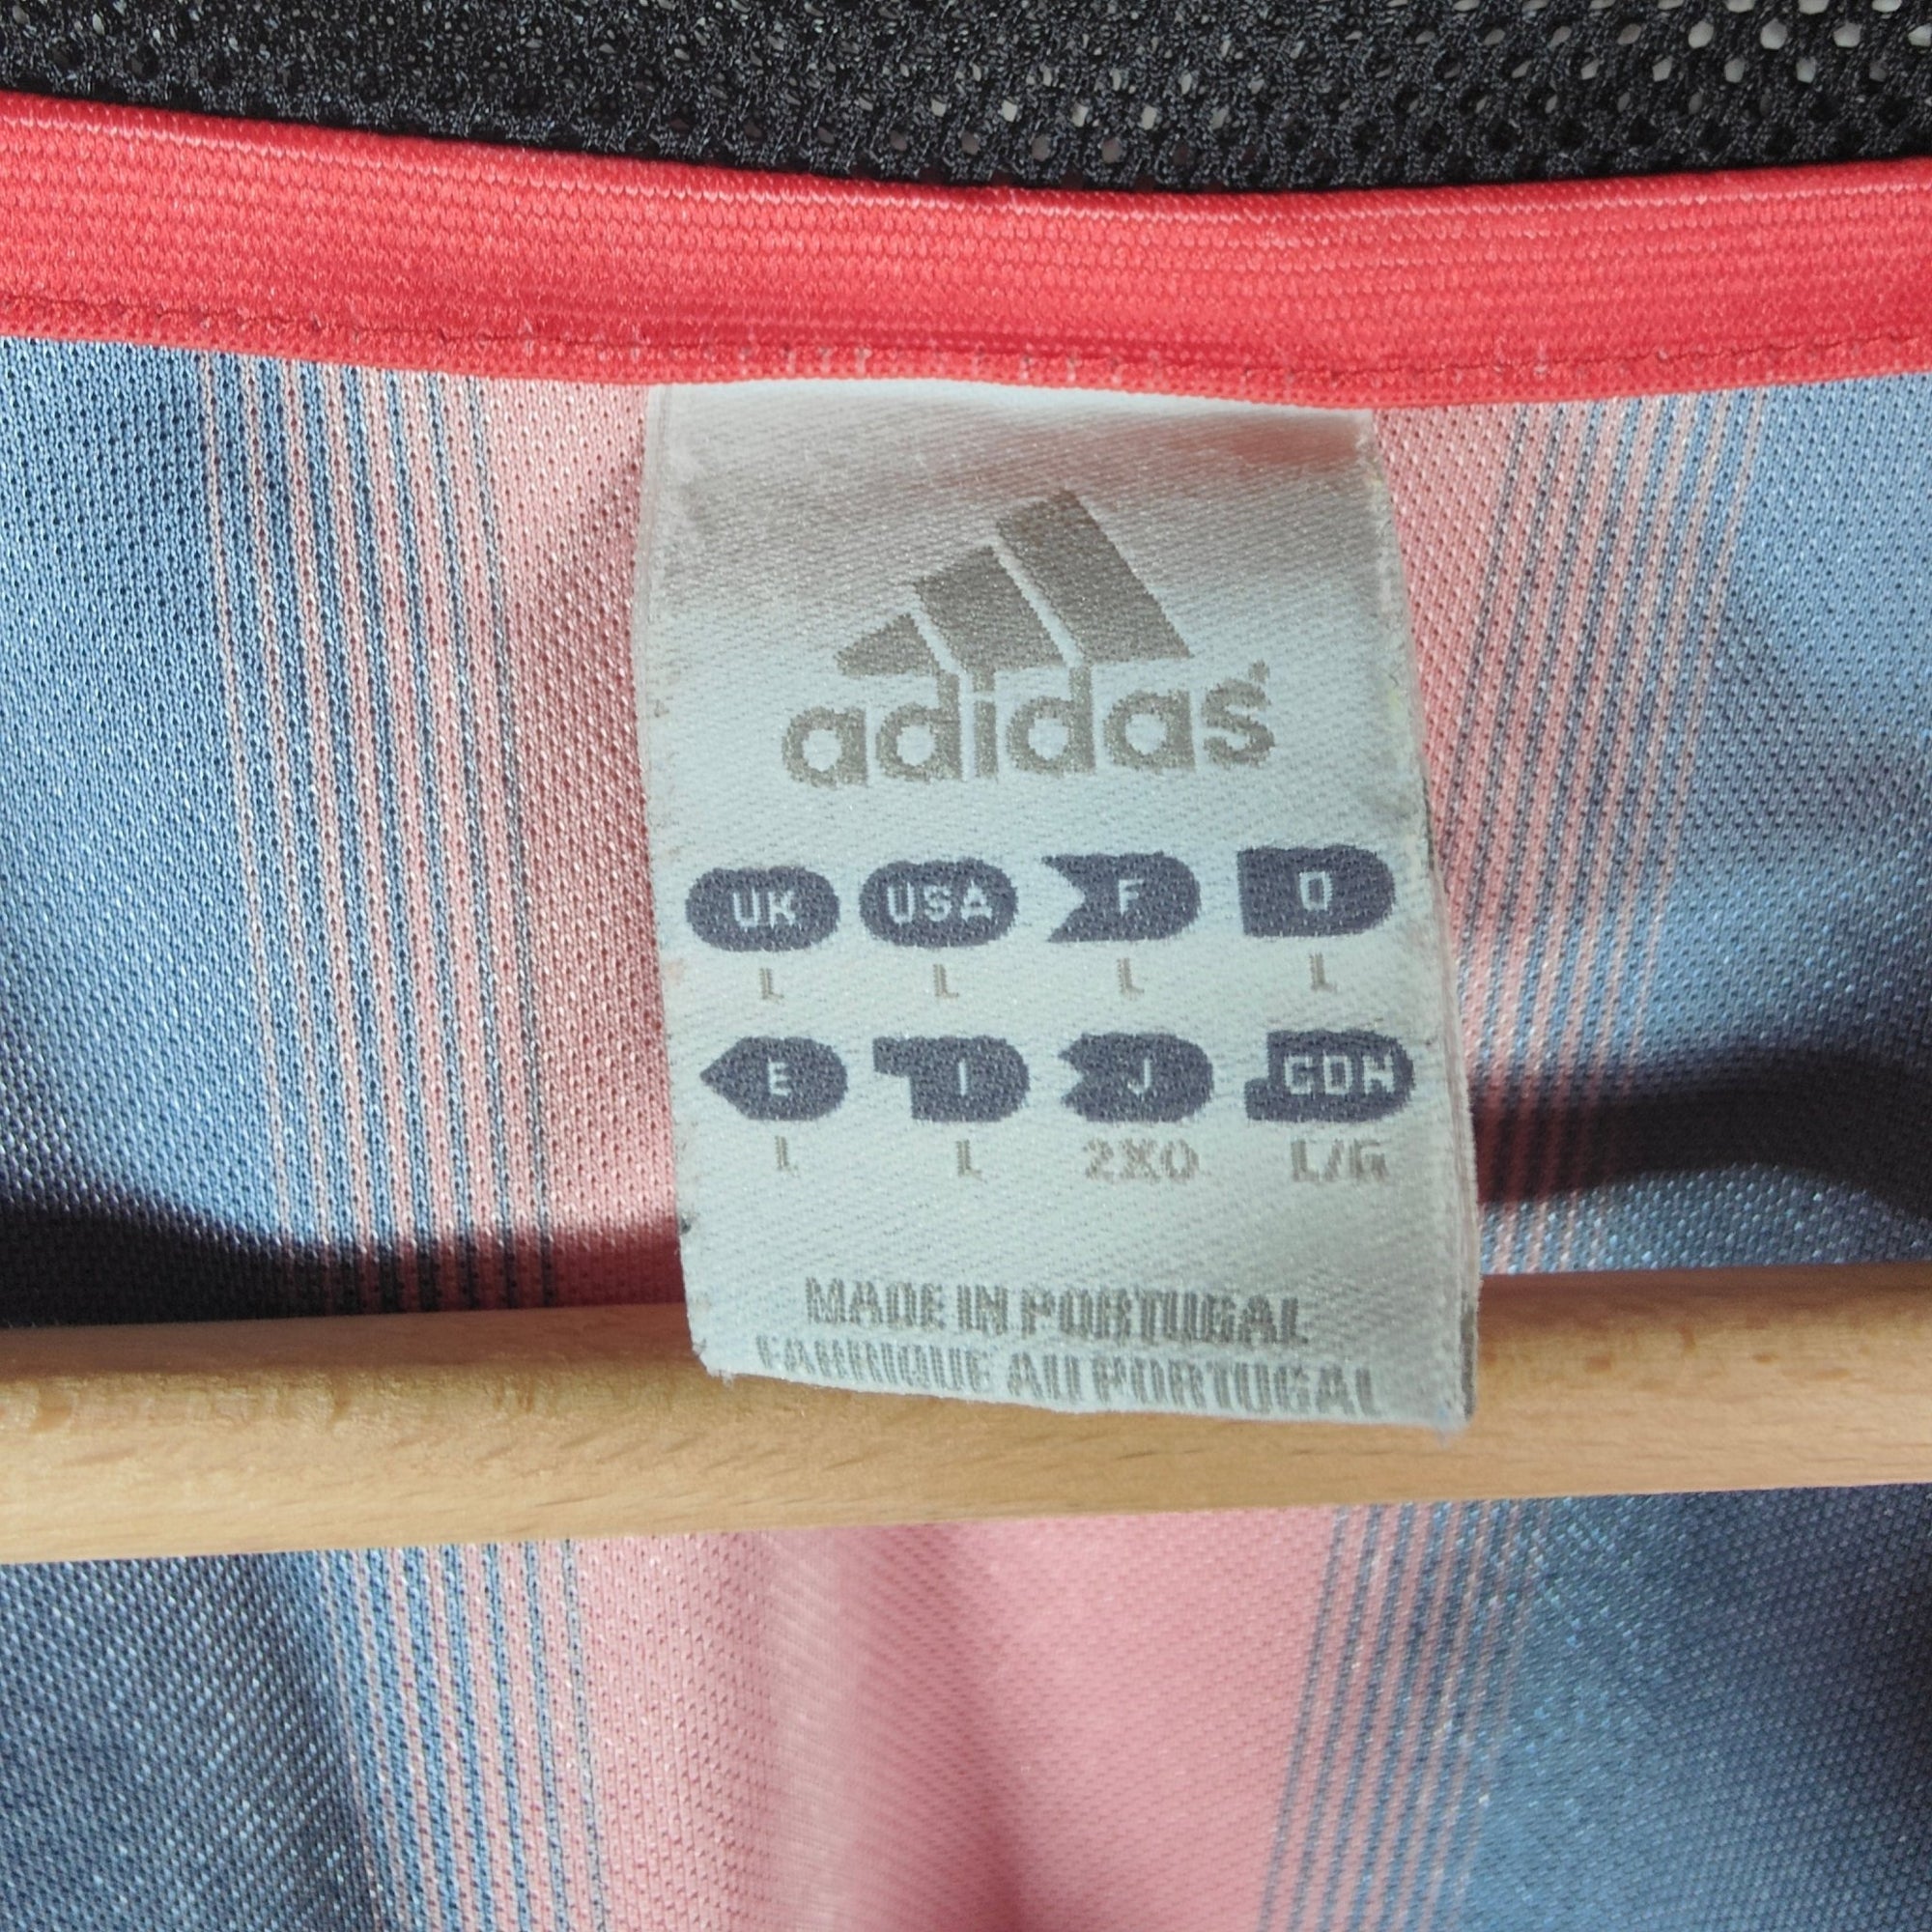 adidas
UK USA F D
L L L L
E I J CDN
L L 2XO L/G
MADE IN PORTUGAL
FABRIQUE AU PORTUGAL